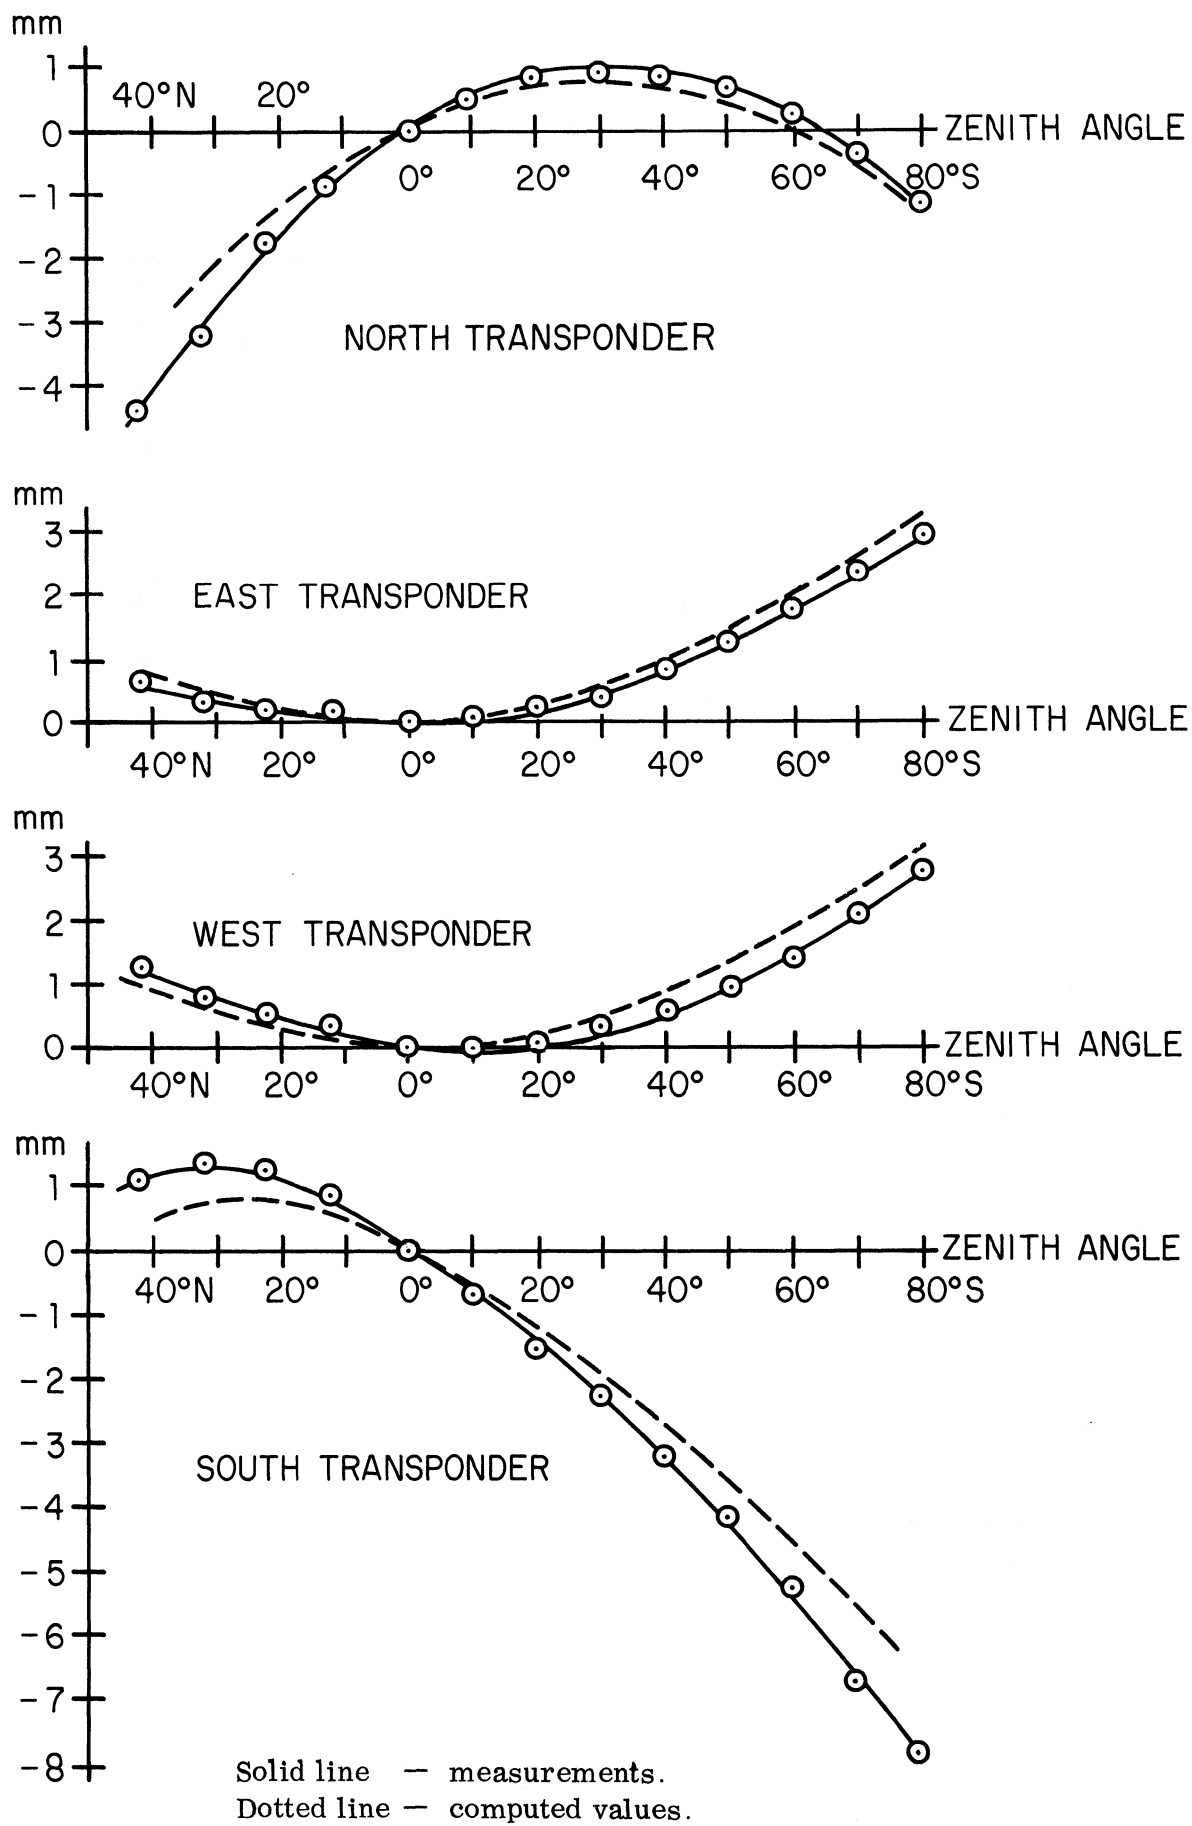 mm
1
40°N 20°
0 ZENITH ANGLE
0° 20° 40° 60° 80°S
-1
-2
-3
NORTH TRANSPONDER
-4
mm
3
2
EAST TRANSPONDER
1
0 ZENITH ANGLE
40°N 20° 0° 20° 40° 60° 80°S
mm
3
2
WEST TRANSPONDER
1
0 ZENITH ANGLE
40°N 20° 0° 20° 40° 60° 80°S
mm
1
0 ZENITH ANGLE
40°N 20° 0° 20° 40° 60° 80°S
-1
-2
-3
SOUTH TRANSPONDER
-4
-5
-6
-7
-8
Solid line — measurements.
Dotted line — computed values.